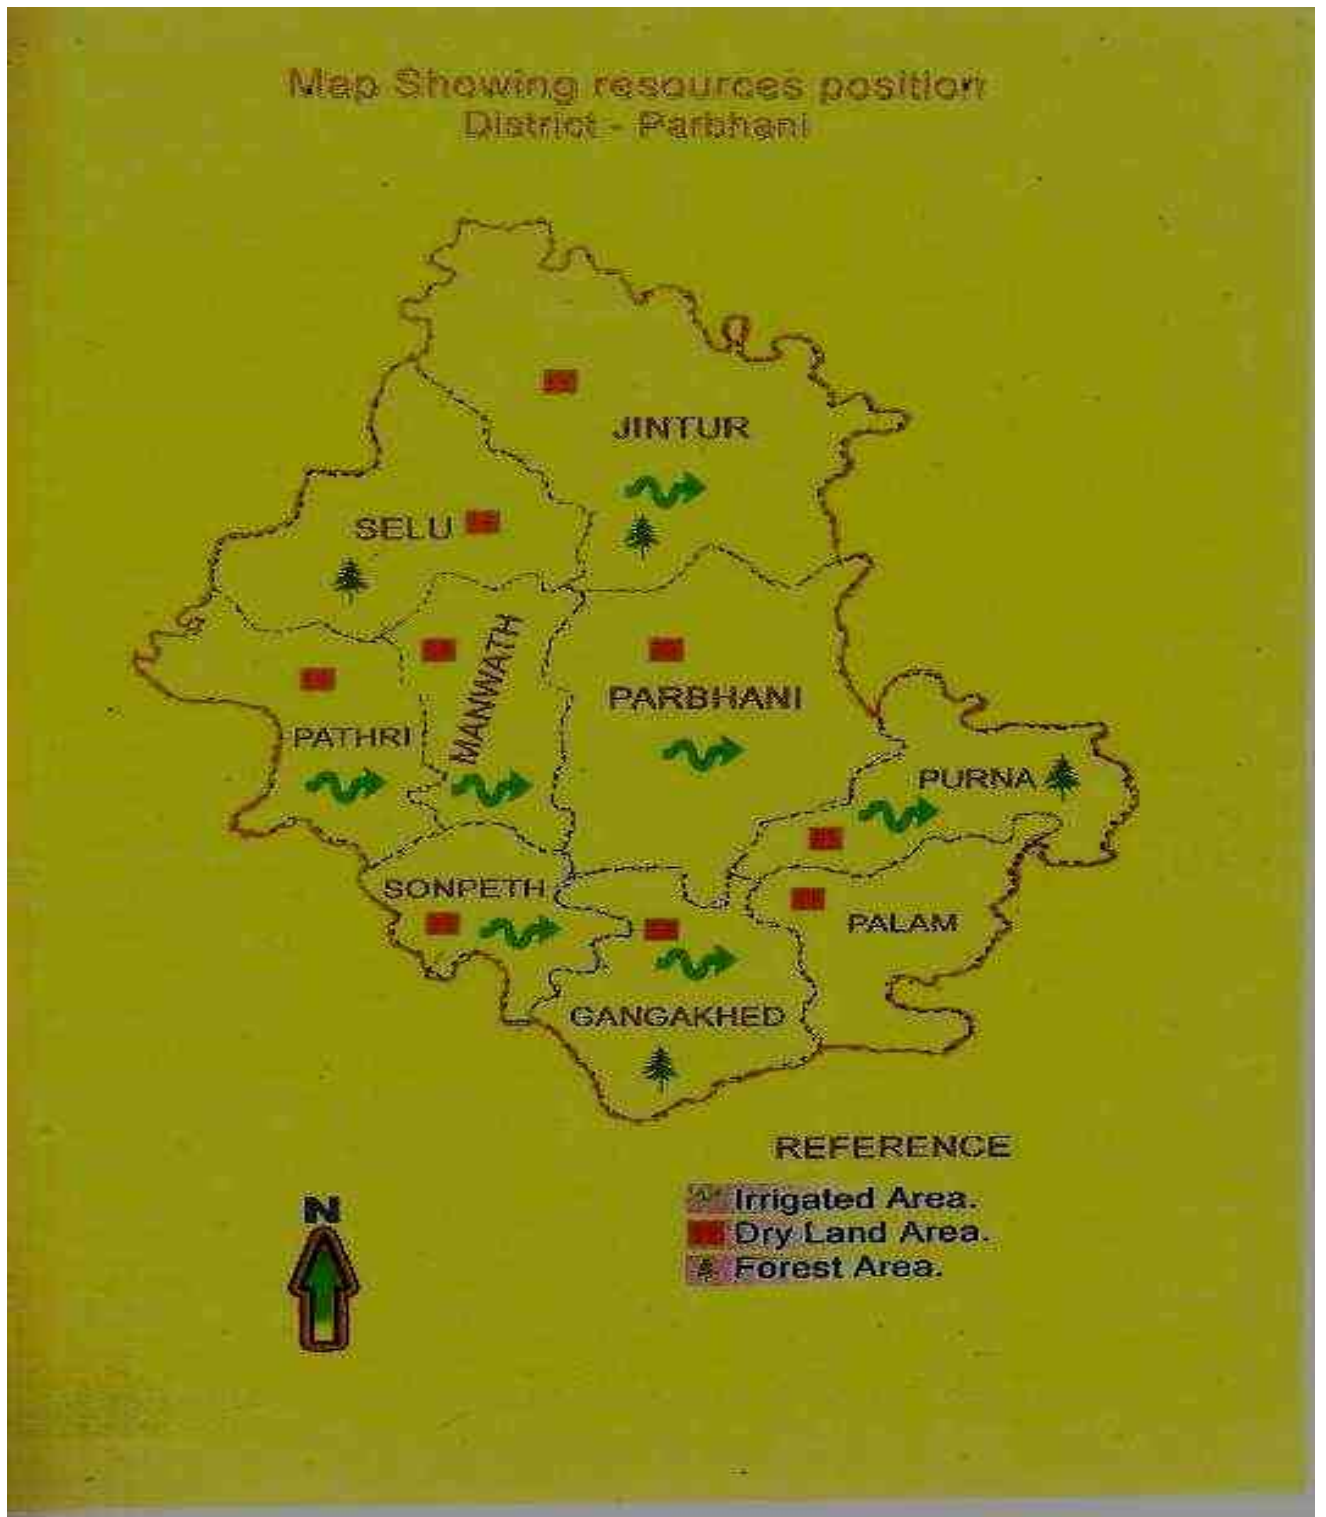 Map Showing resources position
District - Parbhani
JINTUR
SELU
MANWATH
PARBHANI
PATHRI
PURNA
SONPETH
PALAM
GANGAKHED
REFERENCE
Irrigated Area.
Dry Land Area.
Forest Area.
N